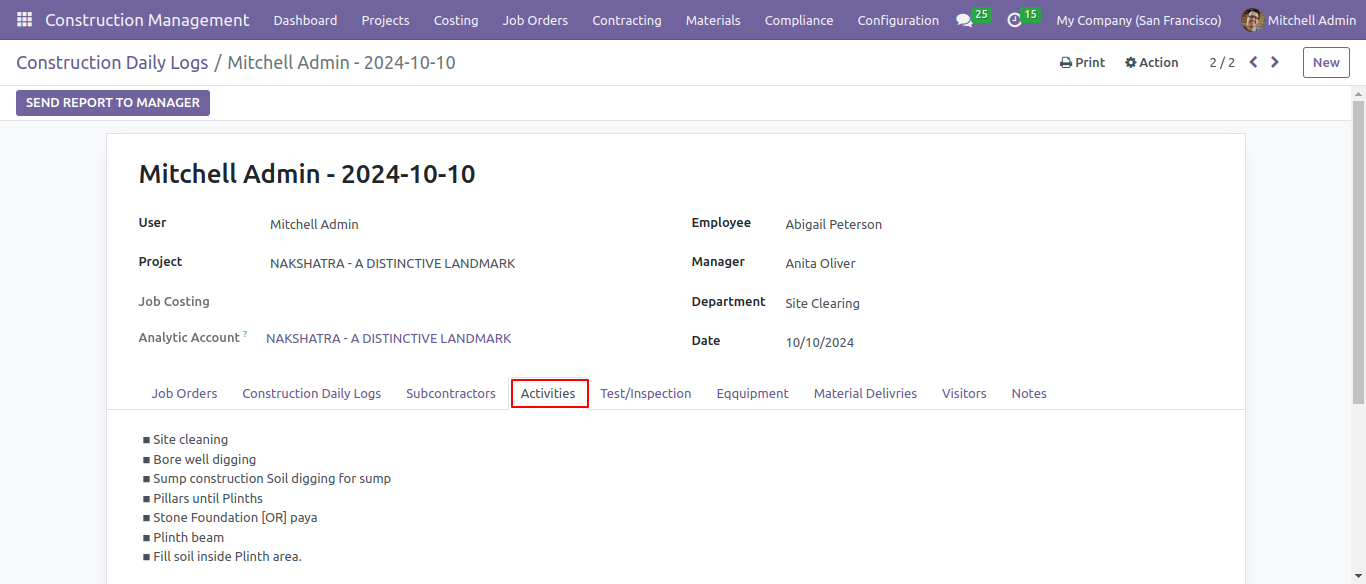 Construction Management Dashboard Projects Costing Job Orders Contracting Materials Compliance Configuration 25 15 My Company (San Francisco) Mitchell Admin
Construction Daily Logs / Mitchell Admin - 2024-10-10 Print Action 2 / 2 New
SEND REPORT TO MANAGER
Mitchell Admin - 2024-10-10
User Mitchell Admin Employee Abigail Peterson
Project NAKSHATRA - A DISTINCTIVE LANDMARK Manager Anita Oliver
Job Costing Department Site Clearing
Analytic Account ? NAKSHATRA - A DISTINCTIVE LANDMARK Date 10/10/2024
Job Orders Construction Daily Logs Subcontractors Activities Test/Inspection Eqquipment Material Delivries Visitors Notes
■ Site cleaning
■ Bore well digging
■ Sump construction Soil digging for sump
■ Pillars until Plinths
■ Stone Foundation [OR] paya
■ Plinth beam
■ Fill soil inside Plinth area.